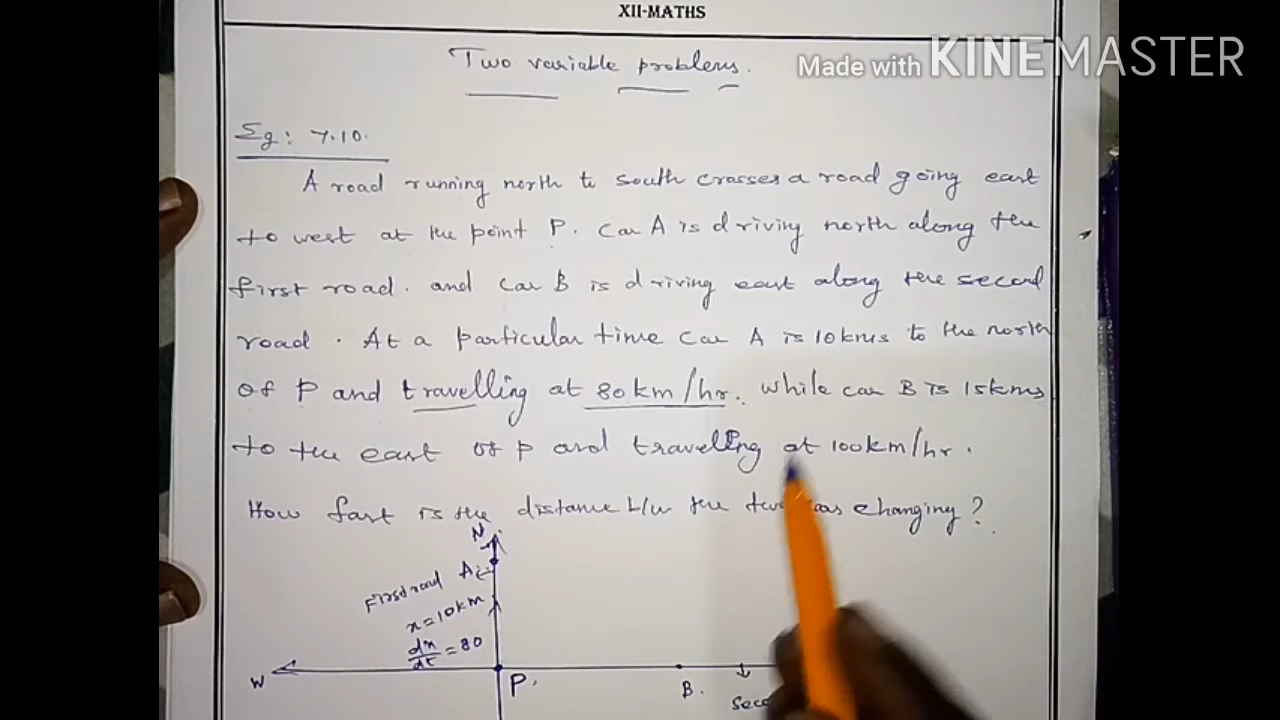 XII-MATHS
Made with KINEMASTER
Two variable problems.
Eg: 7.10.
A road running north to south crosses a road going east
to west at the point P. Car A is driving north along the
first road. and car B is driving east along the second
road. At a particular time car A is 10kms to the north
of P and travelling at 80km/hr. while car B is 15kms
to the east of P and travelling at 100km/hr.
How fast is the distance b/w the two cars changing?
N
First road A
x=10km
dx/dt = 80
W
P.
B.